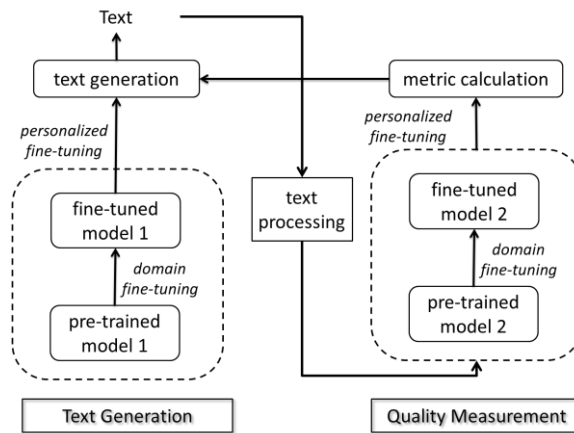 Text
text generation
metric calculation
personalized
fine-tuning
personalized
fine-tuning
fine-tuned
model 1
text
processing
fine-tuned
model 2
domain
fine-tuning
domain
fine-tuning
pre-trained
model 1
pre-trained
model 2
Text Generation
Quality Measurement